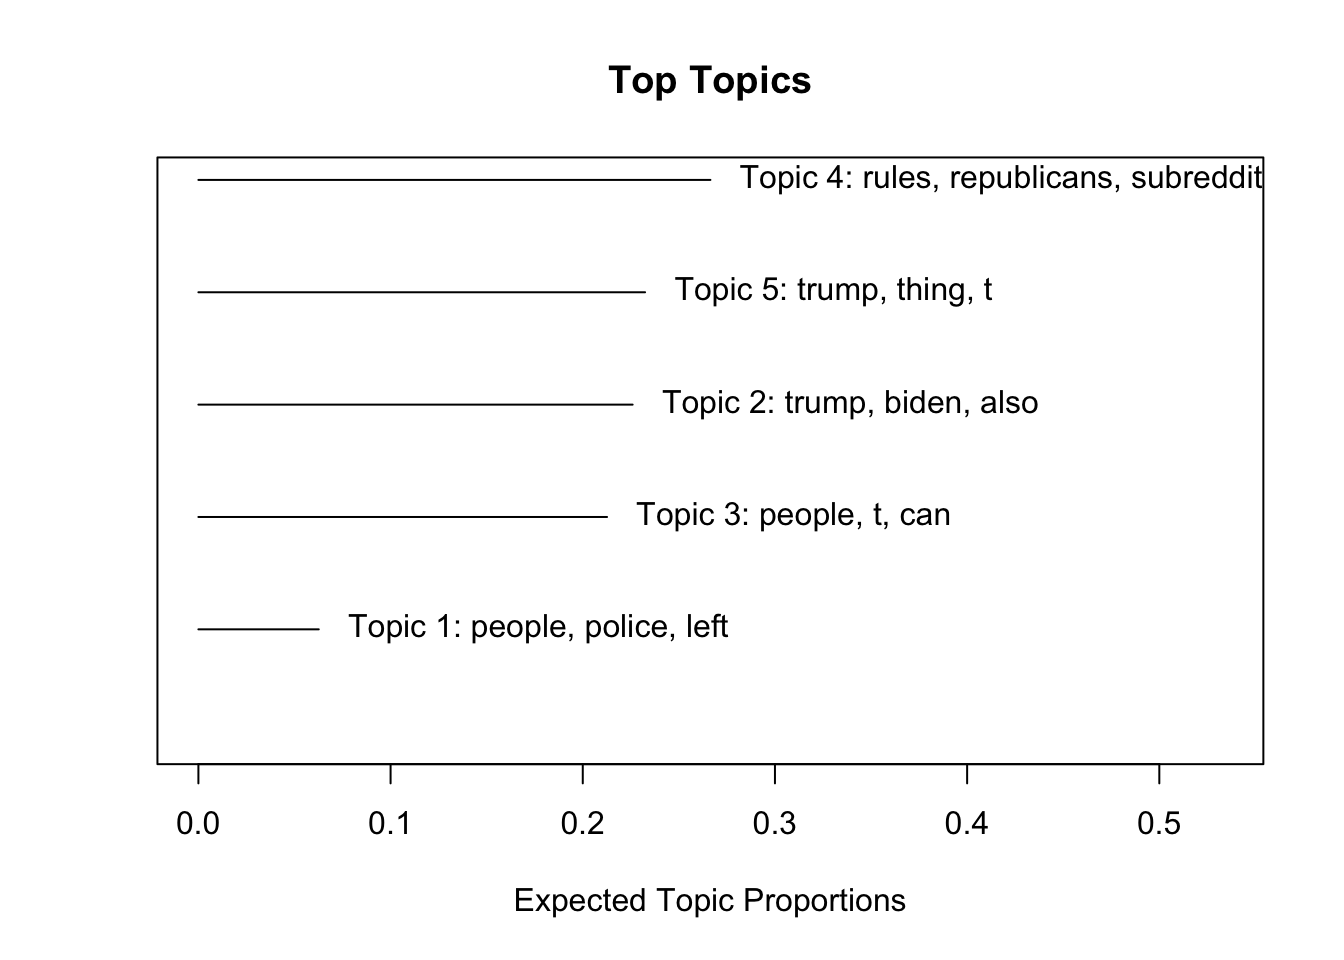 Top Topics
Topic 4: rules, republicans, subreddit
Topic 5: trump, thing, t
Topic 2: trump, biden, also
Topic 3: people, t, can
Topic 1: people, police, left
0.0 0.1 0.2 0.3 0.4 0.5
Expected Topic Proportions